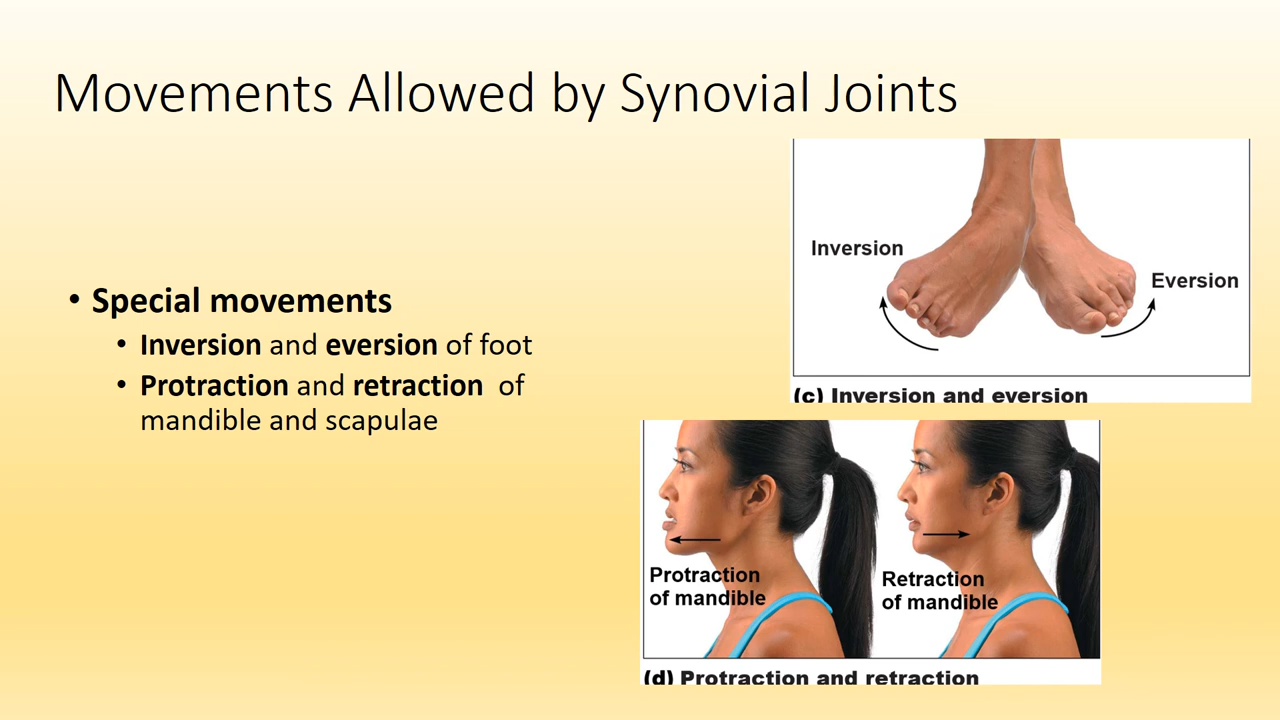 Movements Allowed by Synovial Joints
• Special movements
• Inversion and eversion of foot
• Protraction and retraction of
mandible and scapulae
Inversion
Eversion
(c) Inversion and eversion
Protraction
of mandible
Retraction
of mandible
(d) Protraction and retraction